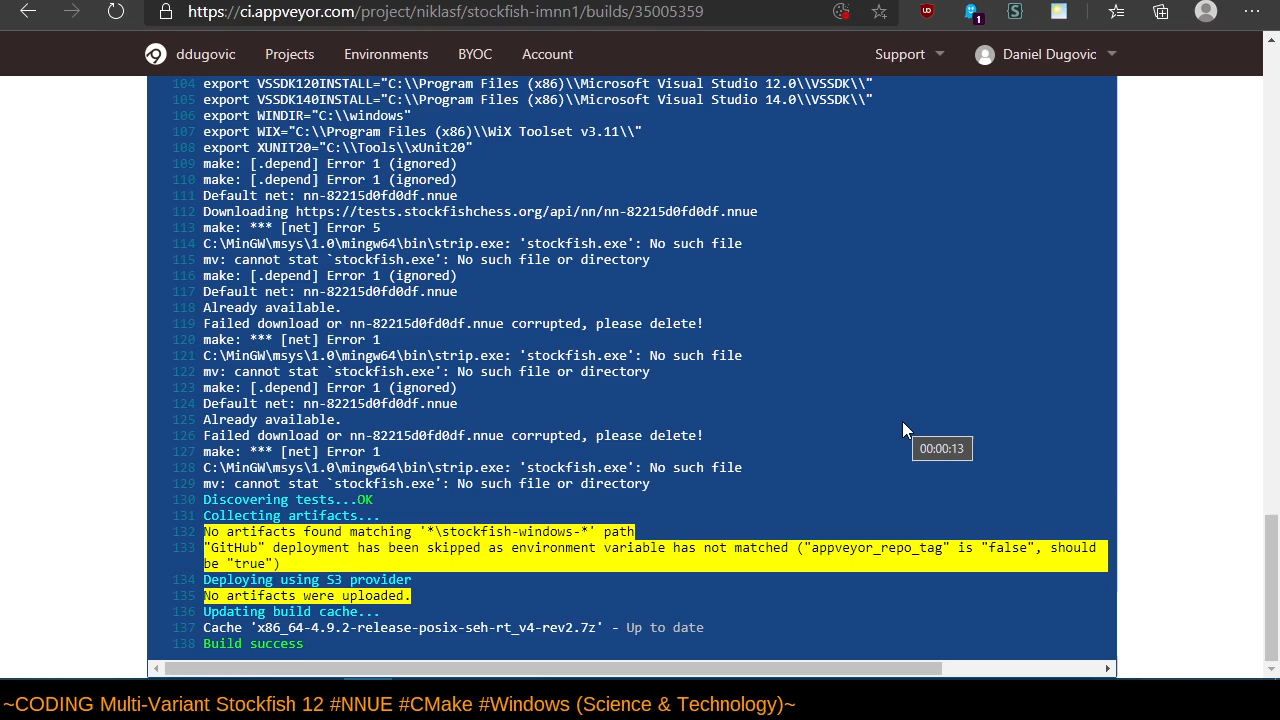 https://ci.appveyor.com/project/niklasf/stockfish-imnn1/builds/35005359
1
ddugovic Projects Environments BYOC Account Support Daniel Dugovic
104 export VSSDK120INSTALL="C:\\Program Files (x86)\\Microsoft Visual Studio 12.0\\VSSDK\\"
105 export VSSDK140INSTALL="C:\\Program Files (x86)\\Microsoft Visual Studio 14.0\\VSSDK\\"
106 export WINDIR="C:\\windows"
107 export WIX="C:\\Program Files (x86)\\WiX Toolset v3.11\\"
108 export XUNIT20="C:\\Tools\\xUnit20"
109 make: [.depend] Error 1 (ignored)
110 make: [.depend] Error 1 (ignored)
111 Default net: nn-82215d0fd0df.nnue
112 Downloading https://tests.stockfishchess.org/api/nn/nn-82215d0fd0df.nnue
113 make: *** [net] Error 5
114 C:\MinGW\msys\1.0\mingw64\bin\strip.exe: 'stockfish.exe': No such file
115 mv: cannot stat `stockfish.exe': No such file or directory
116 make: [.depend] Error 1 (ignored)
117 Default net: nn-82215d0fd0df.nnue
118 Already available.
119 Failed download or nn-82215d0fd0df.nnue corrupted, please delete!
120 make: *** [net] Error 1
121 C:\MinGW\msys\1.0\mingw64\bin\strip.exe: 'stockfish.exe': No such file
122 mv: cannot stat `stockfish.exe': No such file or directory
123 make: [.depend] Error 1 (ignored)
124 Default net: nn-82215d0fd0df.nnue
125 Already available.
126 Failed download or nn-82215d0fd0df.nnue corrupted, please delete!
127 make: *** [net] Error 1
128 C:\MinGW\msys\1.0\mingw64\bin\strip.exe: 'stockfish.exe': No such file
129 mv: cannot stat `stockfish.exe': No such file or directory
00:00:13
130 Discovering tests...OK
131 Collecting artifacts...
132 No artifacts found matching '*\stockfish-windows-*' path
133 "GitHub" deployment has been skipped as environment variable has not matched ("appveyor_repo_tag" is "false", should
be "true")
134 Deploying using S3 provider
135 No artifacts were uploaded.
136 Updating build cache...
137 Cache 'x86_64-4.9.2-release-posix-seh-rt_v4-rev2.7z' - Up to date
138 Build success
~CODING Multi-Variant Stockfish 12 #NNUE #CMake #Windows (Science & Technology)~